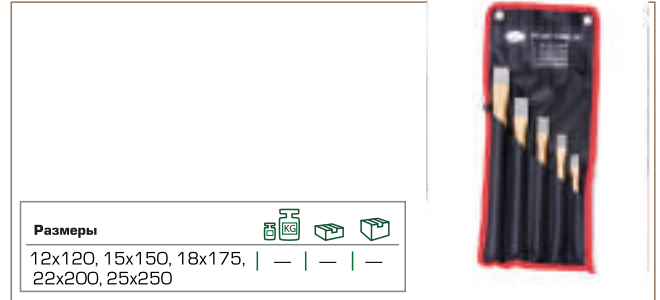 Размеры KG
12x120, 15x150, 18x175, | — | — | —
22x200, 25x250